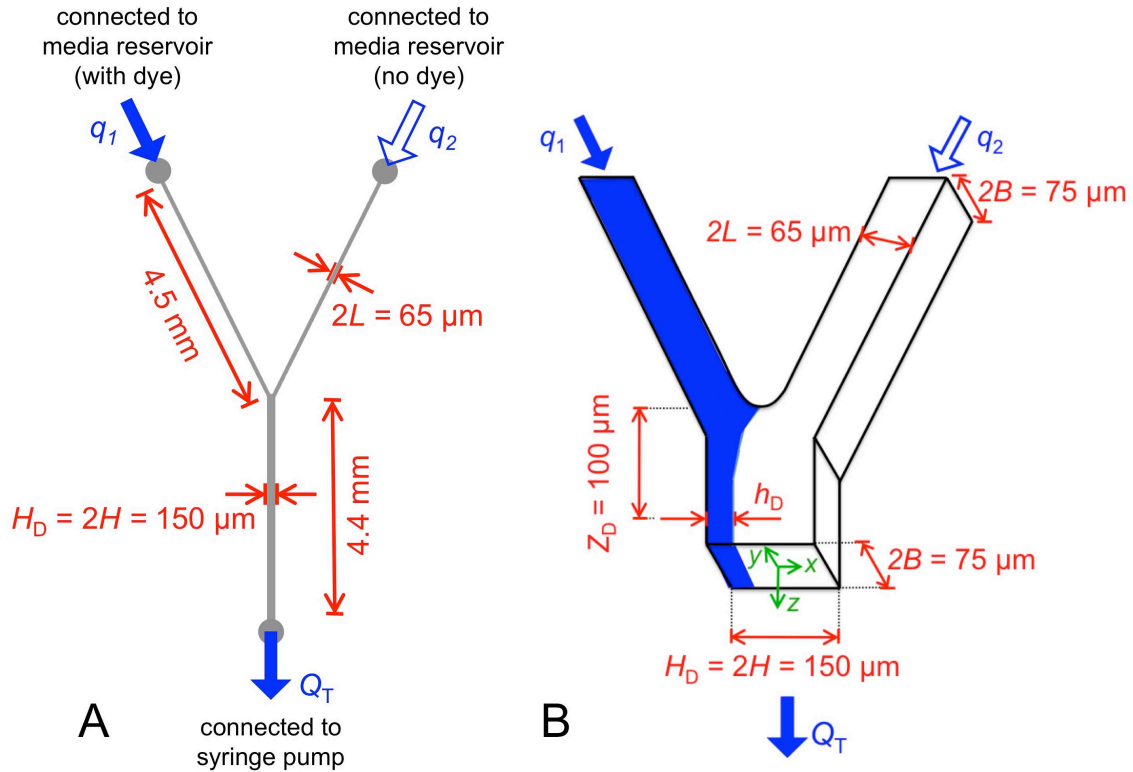 connected to
media reservoir
(with dye)
connected to
media reservoir
(no dye)
q1
q2
4.5 mm
2L = 65 µm
HD = 2H = 150 µm
4.4 mm
QT
connected to
syringe pump
A
q1
q2
2B = 75 µm
2L = 65 µm
ZD = 100 µm
hD
y
x
z
2B = 75 µm
HD = 2H = 150 µm
QT
B